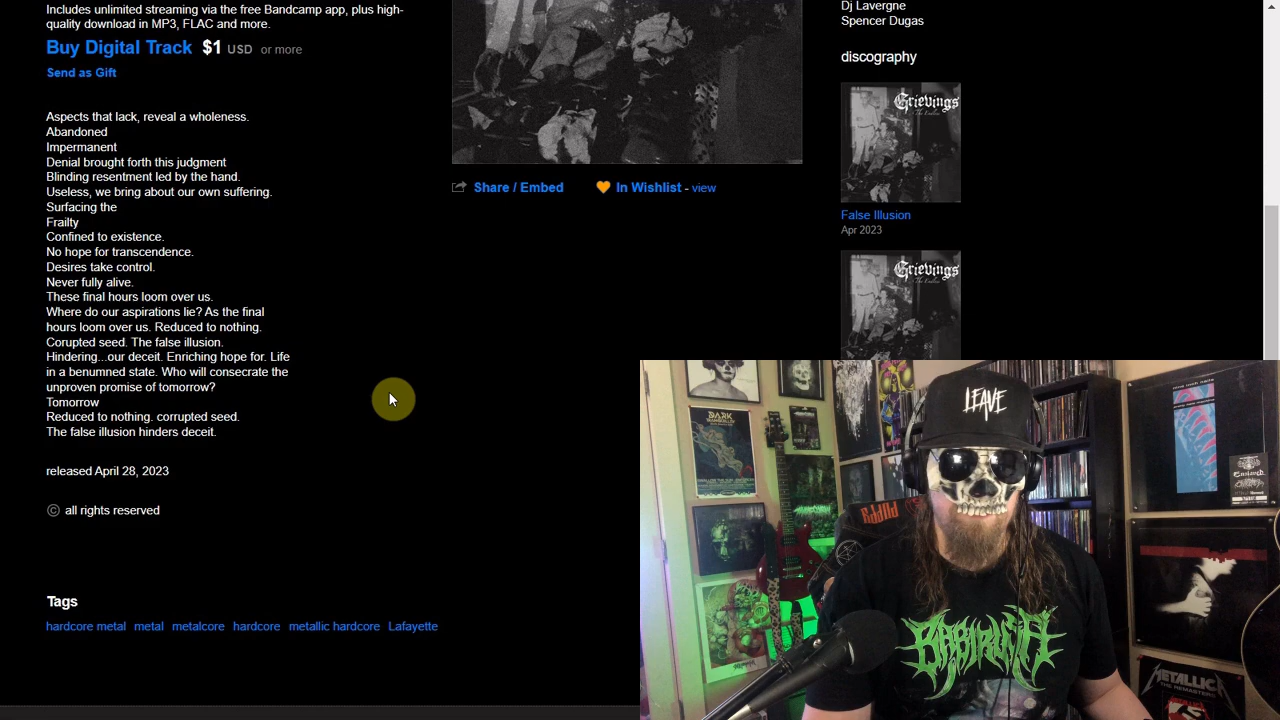 Includes unlimited streaming via the free Bandcamp app, plus high-
quality download in MP3, FLAC and more.
Buy Digital Track $1 USD or more
Send as Gift
Aspects that lack, reveal a wholeness.
Abandoned
Impermanent
Denial brought forth this judgment
Blinding resentment led by the hand.
Useless, we bring about our own suffering.
Surfacing the
Frailty
Confined to existence.
No hope for transcendence.
Desires take control.
Never fully alive.
These final hours loom over us.
Where do our aspirations lie? As the final
hours loom over us. Reduced to nothing.
Corupted seed. The false illusion.
Hindering...our deceit. Enriching hope for. Life
in a benumned state. Who will consecrate the
unproven promise of tomorrow?
Tomorrow
Reduced to nothing. corrupted seed.
The false illusion hinders deceit.
released April 28, 2023
© all rights reserved
Tags
hardcore metal metal metalcore hardcore metallic hardcore Lafayette
Share / Embed
In Wishlist - view
Dj Lavergne
Spencer Dugas
discography
Grievings
False Illusion
Apr 2023
Grievings
LEAVE
DARK
TRANQUILLITY
POPPY
Enslaved
BABIRUSA
METALLICA
THE REMASTERS